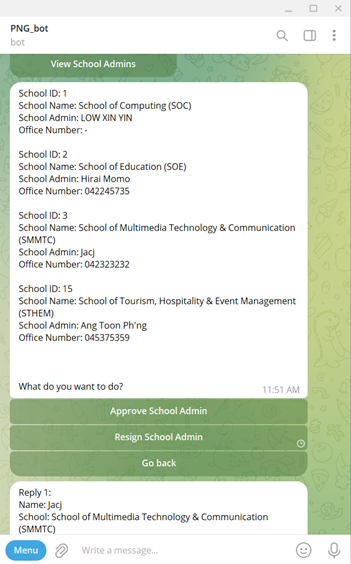 PNG_bot
bot
View School Admins
School ID: 1
School Name: School of Computing (SOC)
School Admin: LOW XIN YIN
Office Number: -
School ID: 2
School Name: School of Education (SOE)
School Admin: Hirai Momo
Office Number: 042245735
School ID: 3
School Name: School of Multimedia Technology & Communication
(SMMTC)
School Admin: Jacj
Office Number: 042323232
School ID: 15
School Name: School of Tourism, Hospitality & Event Management
(STHEM)
School Admin: Ang Toon Ph'ng
Office Number: 045375359
What do you want to do?
11:51 AM
Approve School Admin
Resign School Admin
Go back
Reply 1:
Name: Jacj
School: School of Multimedia Technology & Communication
(SMMTC)
Menu
Write a message...